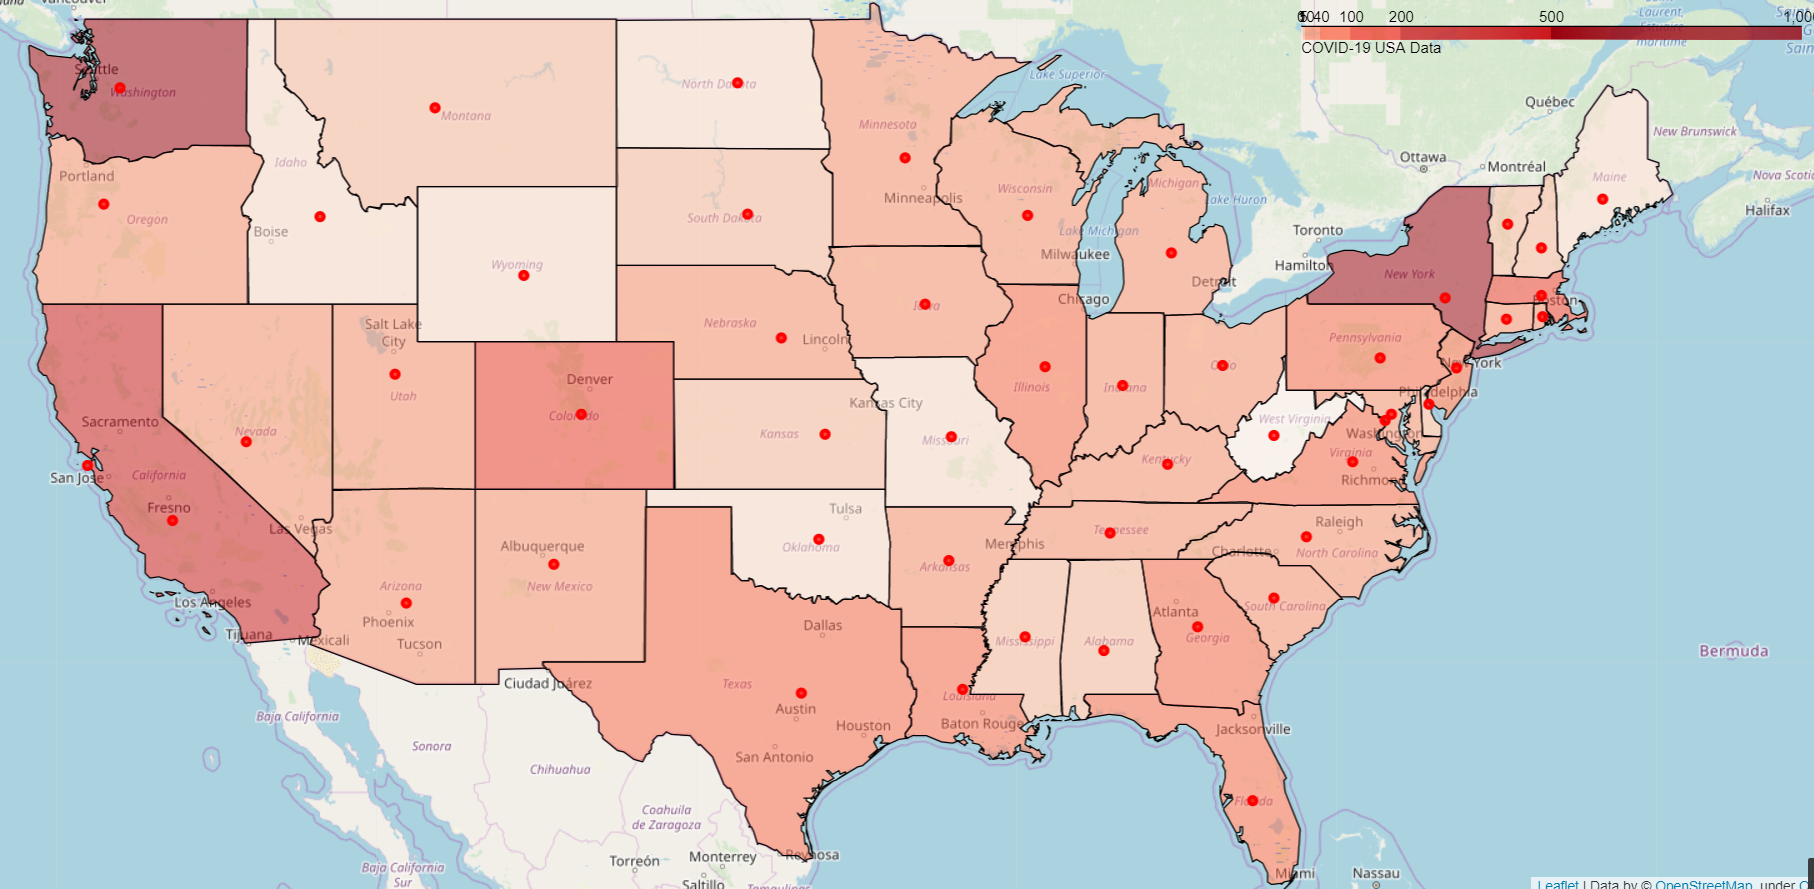 Vancouver
Seattle
Washington
Montana
North Dakota
Minnesota
Lake Superior
Québec
New Brunswick
Ottawa
Montréal
Nova Scotia
Halifax
Portland
Oregon
Idaho
Boise
South Dakota
Minneapolis
Wisconsin
Michigan
Lake Huron
Toronto
Hamilton
Maine
Wyoming
Lake Michigan
Milwaukee
Detroit
New York
Boston
Salt Lake
City
Nebraska
Lincoln
Iowa
Chicago
Pennsylvania
New York
Philadelphia
Sacramento
Nevada
Utah
Denver
Colorado
Kansas
Kansas City
Missouri
Illinois
Indiana
Ohio
West Virginia
Washington
Virginia
Richmond
San Jose
California
Fresno
Las Vegas
Kentucky
Tulsa
Oklahoma
Arkansas
Memphis
Tennessee
Charlotte
Raleigh
North Carolina
Los Angeles
Tijuana
Mexicali
Arizona
Phoenix
Tucson
Albuquerque
New Mexico
Dallas
Mississippi
Alabama
Atlanta
Georgia
South Carolina
Bermuda
Ciudad Juárez
Texas
Austin
San Antonio
Houston
Louisiana
Baton Rouge
Jacksonville
Florida
Miami
Nassau
Baja California
Sonora
Chihuahua
Coahuila
de Zaragoza
Baja California
Sur
Torreón
Monterrey
Saltillo
Reynosa
Tamaulipas
40 100 200 500 1,00
COVID-19 USA Data
Leaflet | Data by © OpenStreetMap, under O